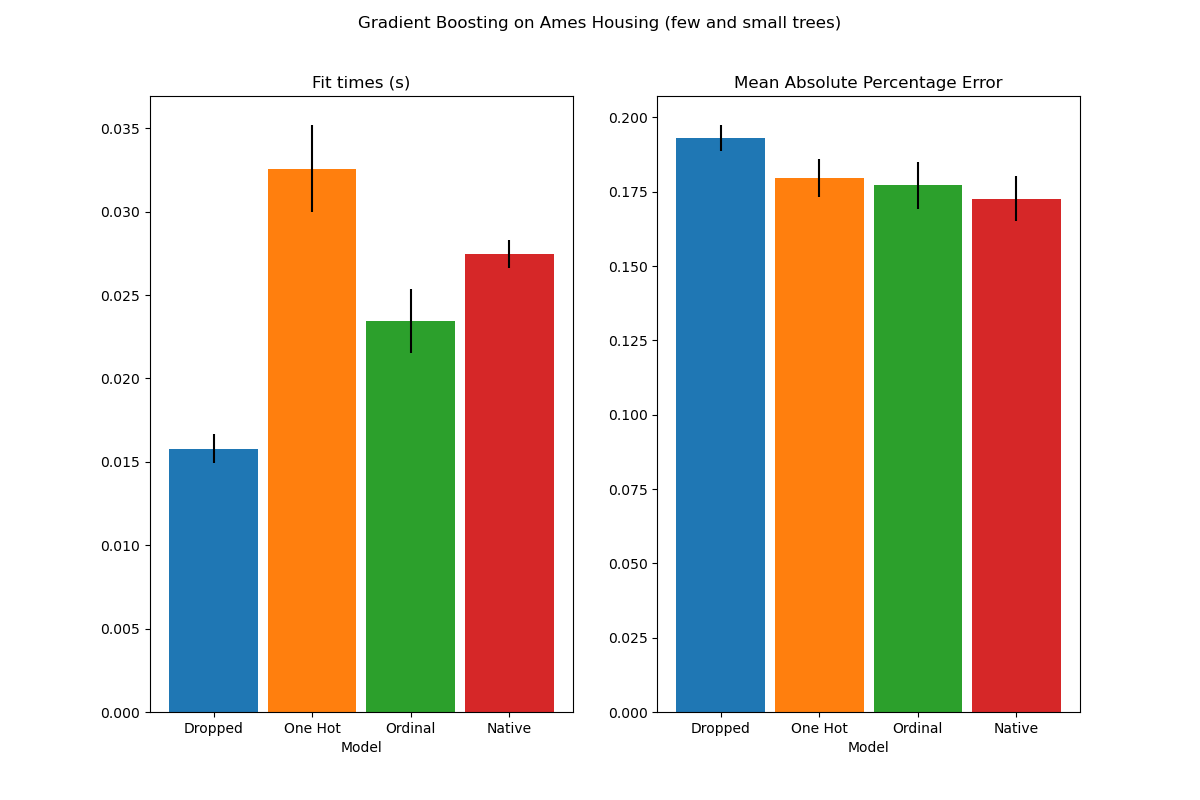 Gradient Boosting on Ames Housing (few and small trees)
Fit times (s)
0.035
0.030
0.025
0.020
0.015
0.010
0.005
0.000
Dropped One Hot Ordinal Native
Model
Mean Absolute Percentage Error
0.200
0.175
0.150
0.125
0.100
0.075
0.050
0.025
0.000
Dropped One Hot Ordinal Native
Model